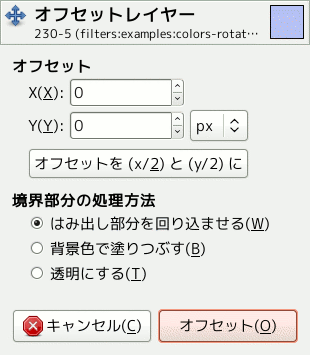 オフセットレイヤー
230-5 (filters:examples:colors-rotat…
オフセット
X(X): 0
Y(Y): 0 px
オフセットを (x/2) と (y/2) に
境界部分の処理方法
はみ出し部分を回り込ませる(W)
背景色で塗りつぶす(B)
透明にする(T)
キャンセル(C) オフセット(O)